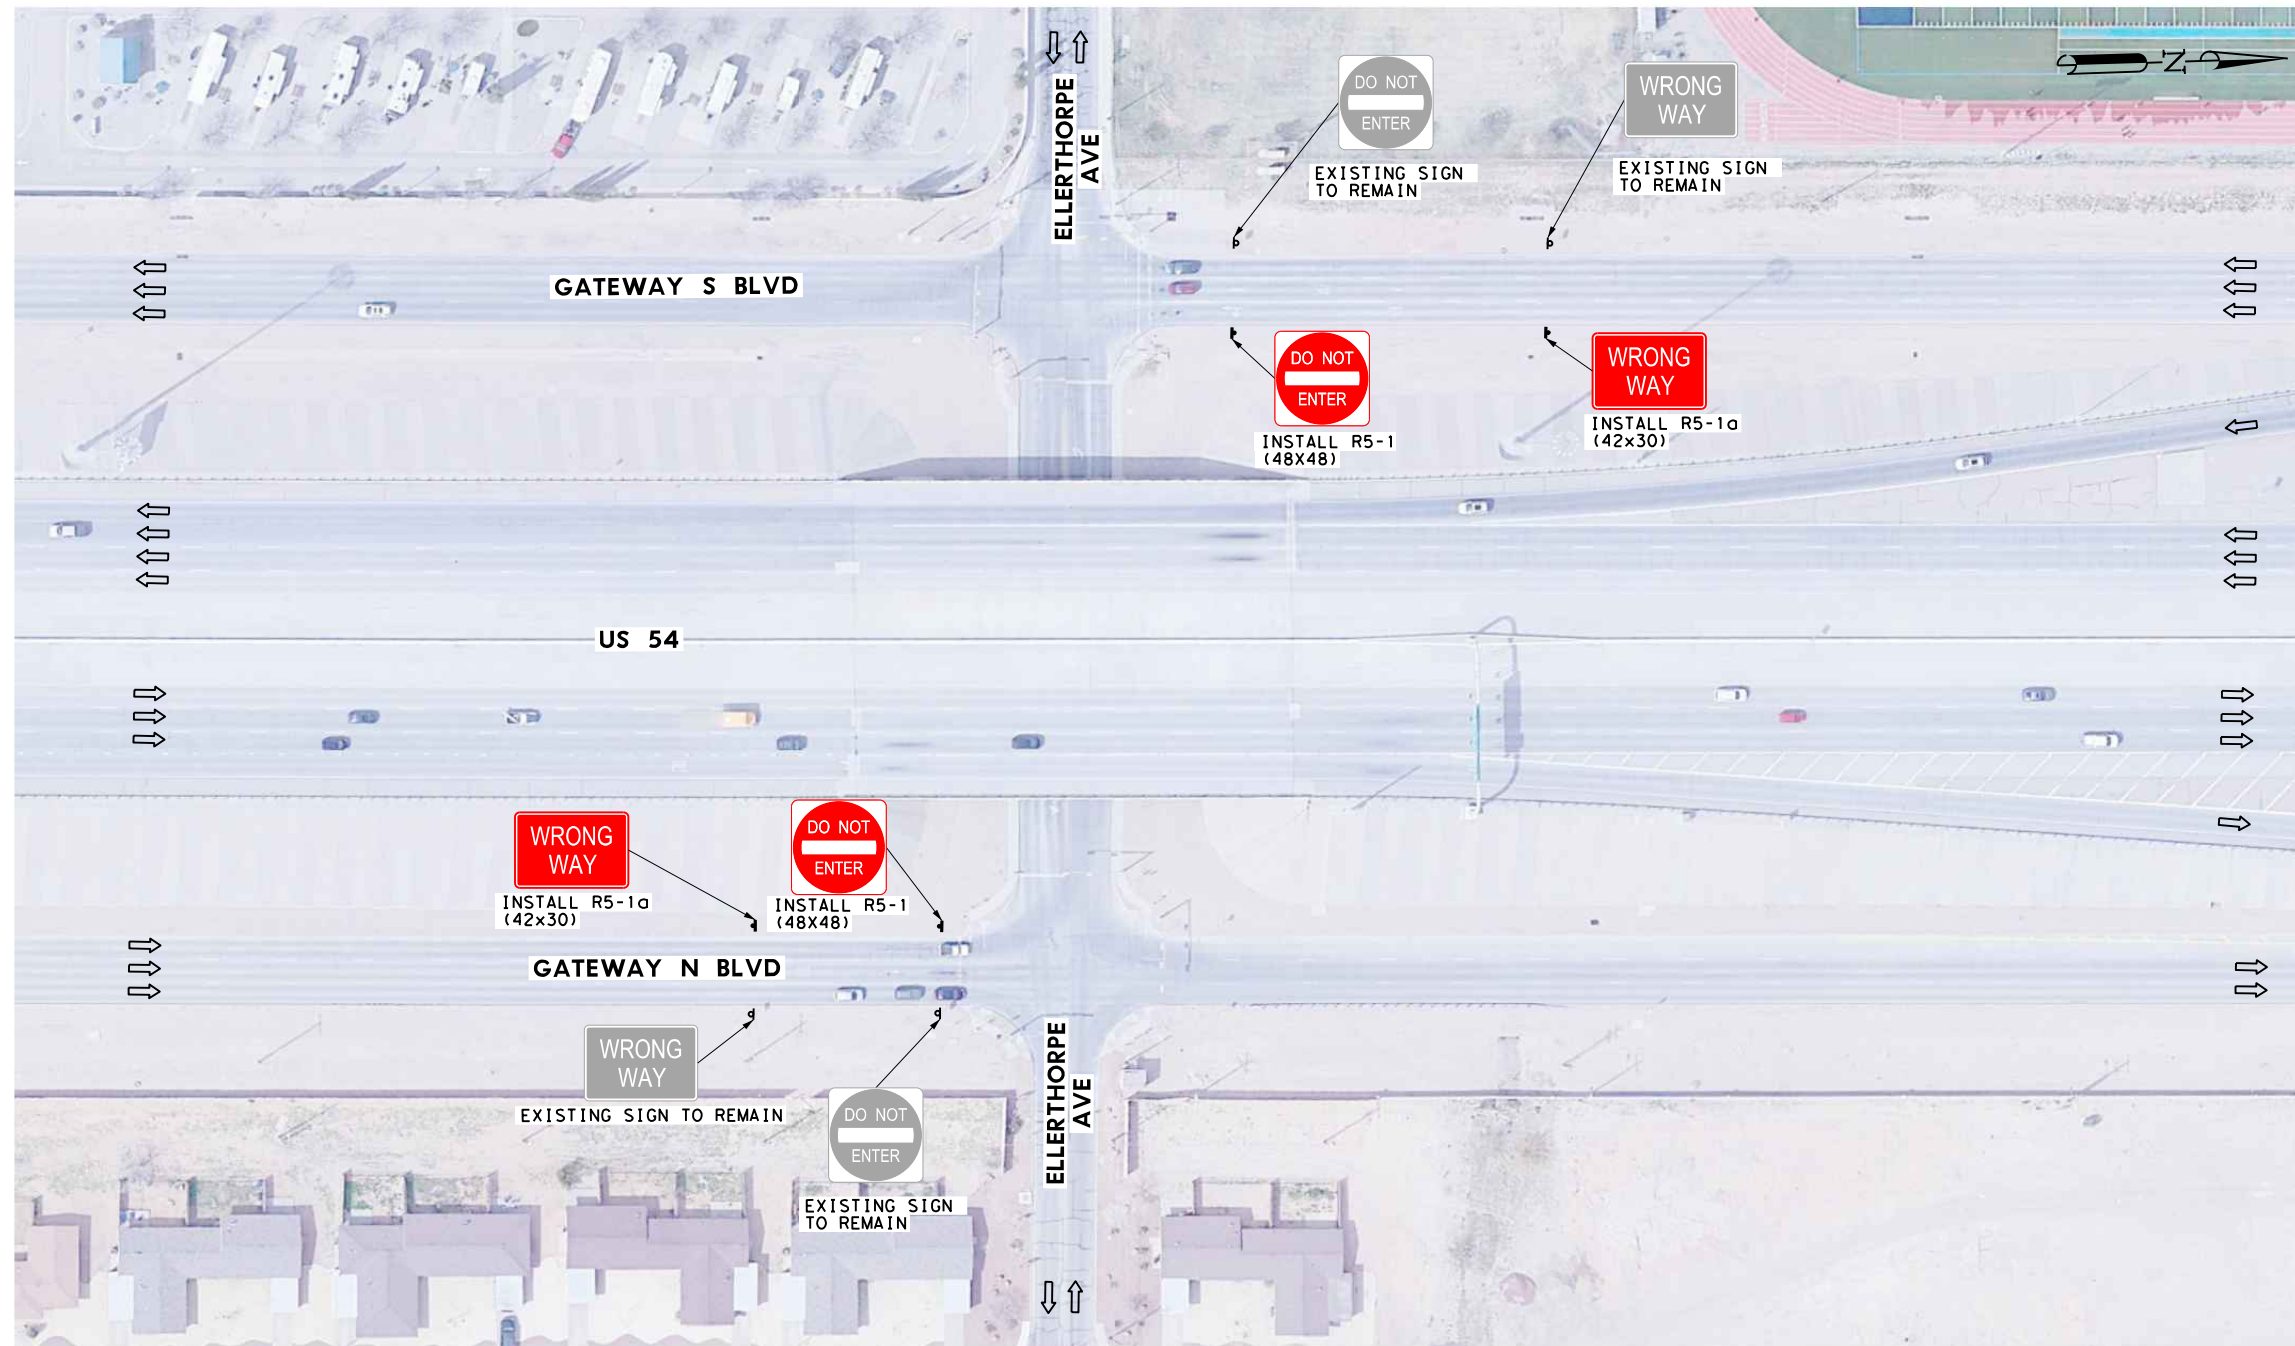 ELLERTHORPE
AVE
N
DO NOT
ENTER
EXISTING SIGN
TO REMAIN
WRONG
WAY
EXISTING SIGN
TO REMAIN
GATEWAY S BLVD
DO NOT
ENTER
INSTALL R5-1
(48X48)
WRONG
WAY
INSTALL R5-1a
(42x30)
US 54
WRONG
WAY
INSTALL R5-1a
(42x30)
DO NOT
ENTER
INSTALL R5-1
(48X48)
GATEWAY N BLVD
WRONG
WAY
EXISTING SIGN TO REMAIN
DO NOT
ENTER
EXISTING SIGN
TO REMAIN
ELLERTHORPE
AVE